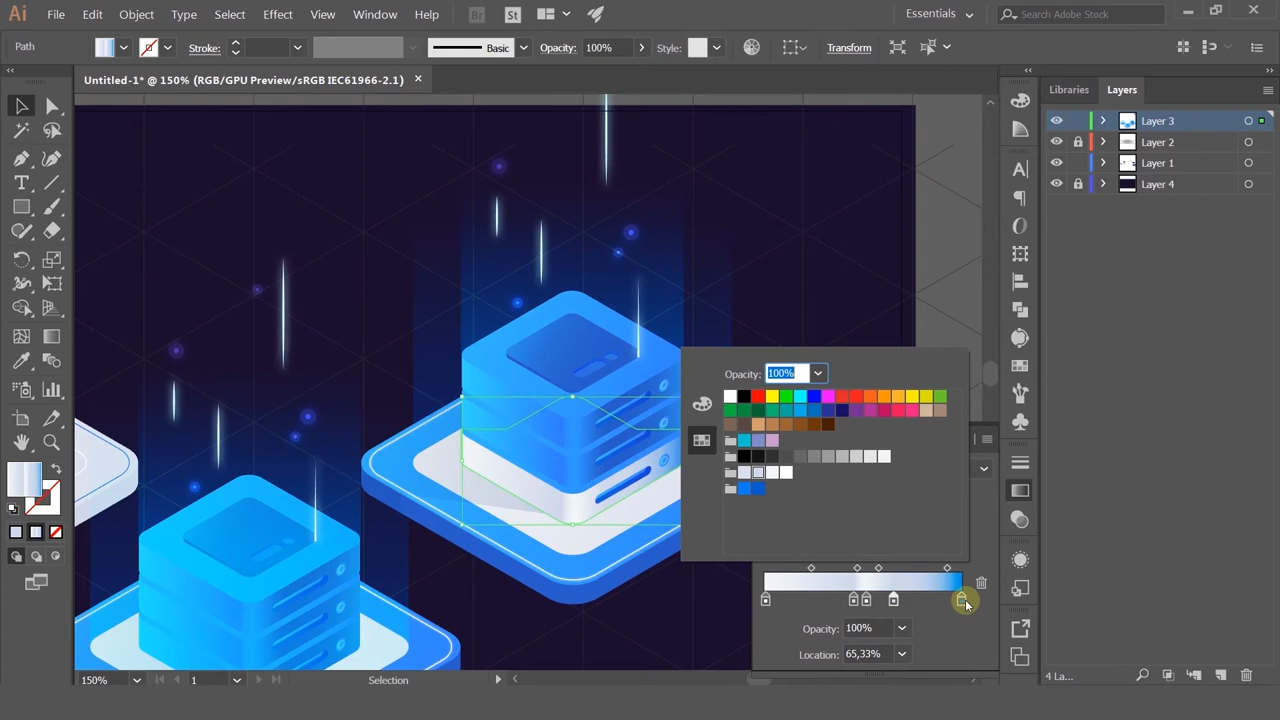 Ai File Edit Object Type Select Effect View Window Help Br St Essentials Search Adobe Stock
Path Stroke: Basic Opacity: 100% Style: Transform
Untitled-1* @ 150% (RGB/GPU Preview/sRGB IEC61966-2.1)
Libraries Layers
Layer 3
Layer 2
Layer 1
Layer 4
Opacity: 100%
Opacity: 100%
Location: 65,33%
150% 1 Selection
4 La...